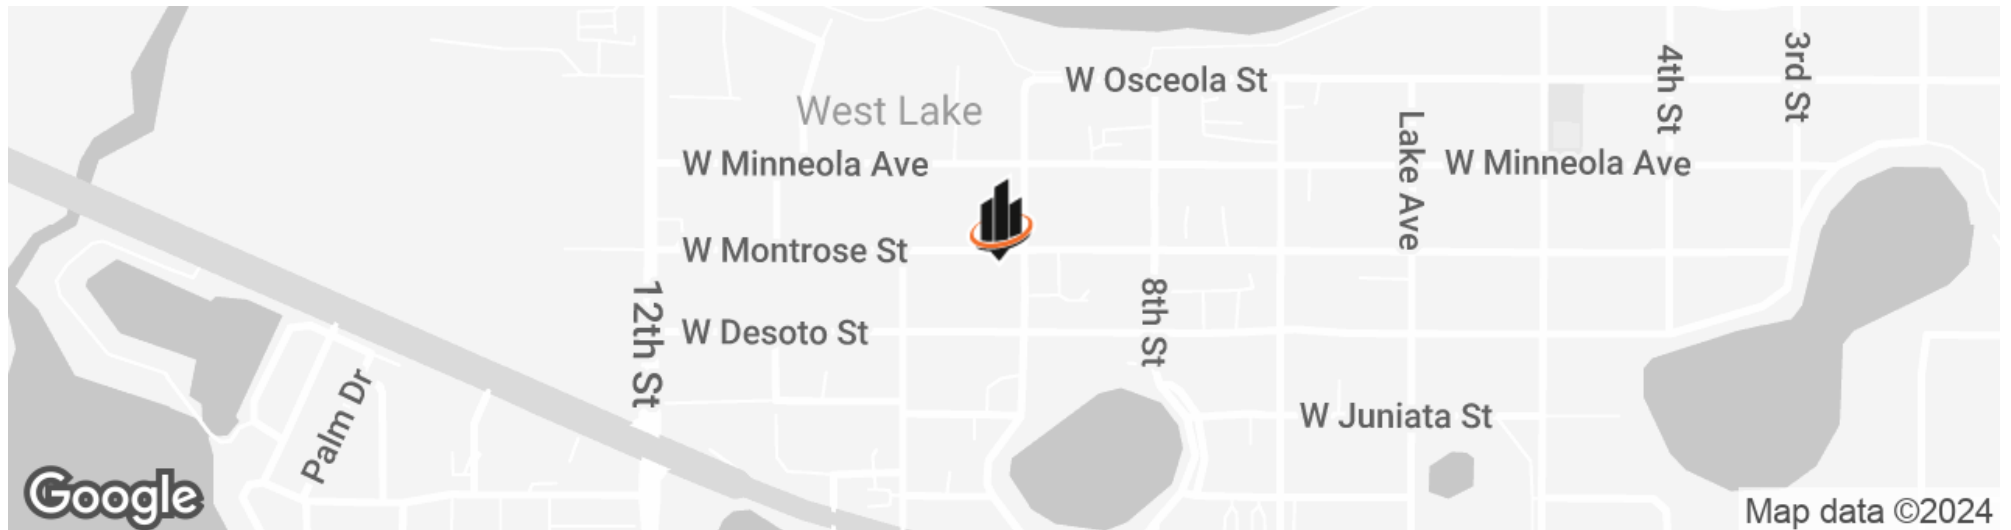 W Osceola St
4th St
3rd St
West Lake
Lake Ave
W Minneola Ave
W Minneola Ave
W Montrose St
12th St
8th St
W Desoto St
Palm Dr
W Juniata St
Google
Map data ©2024